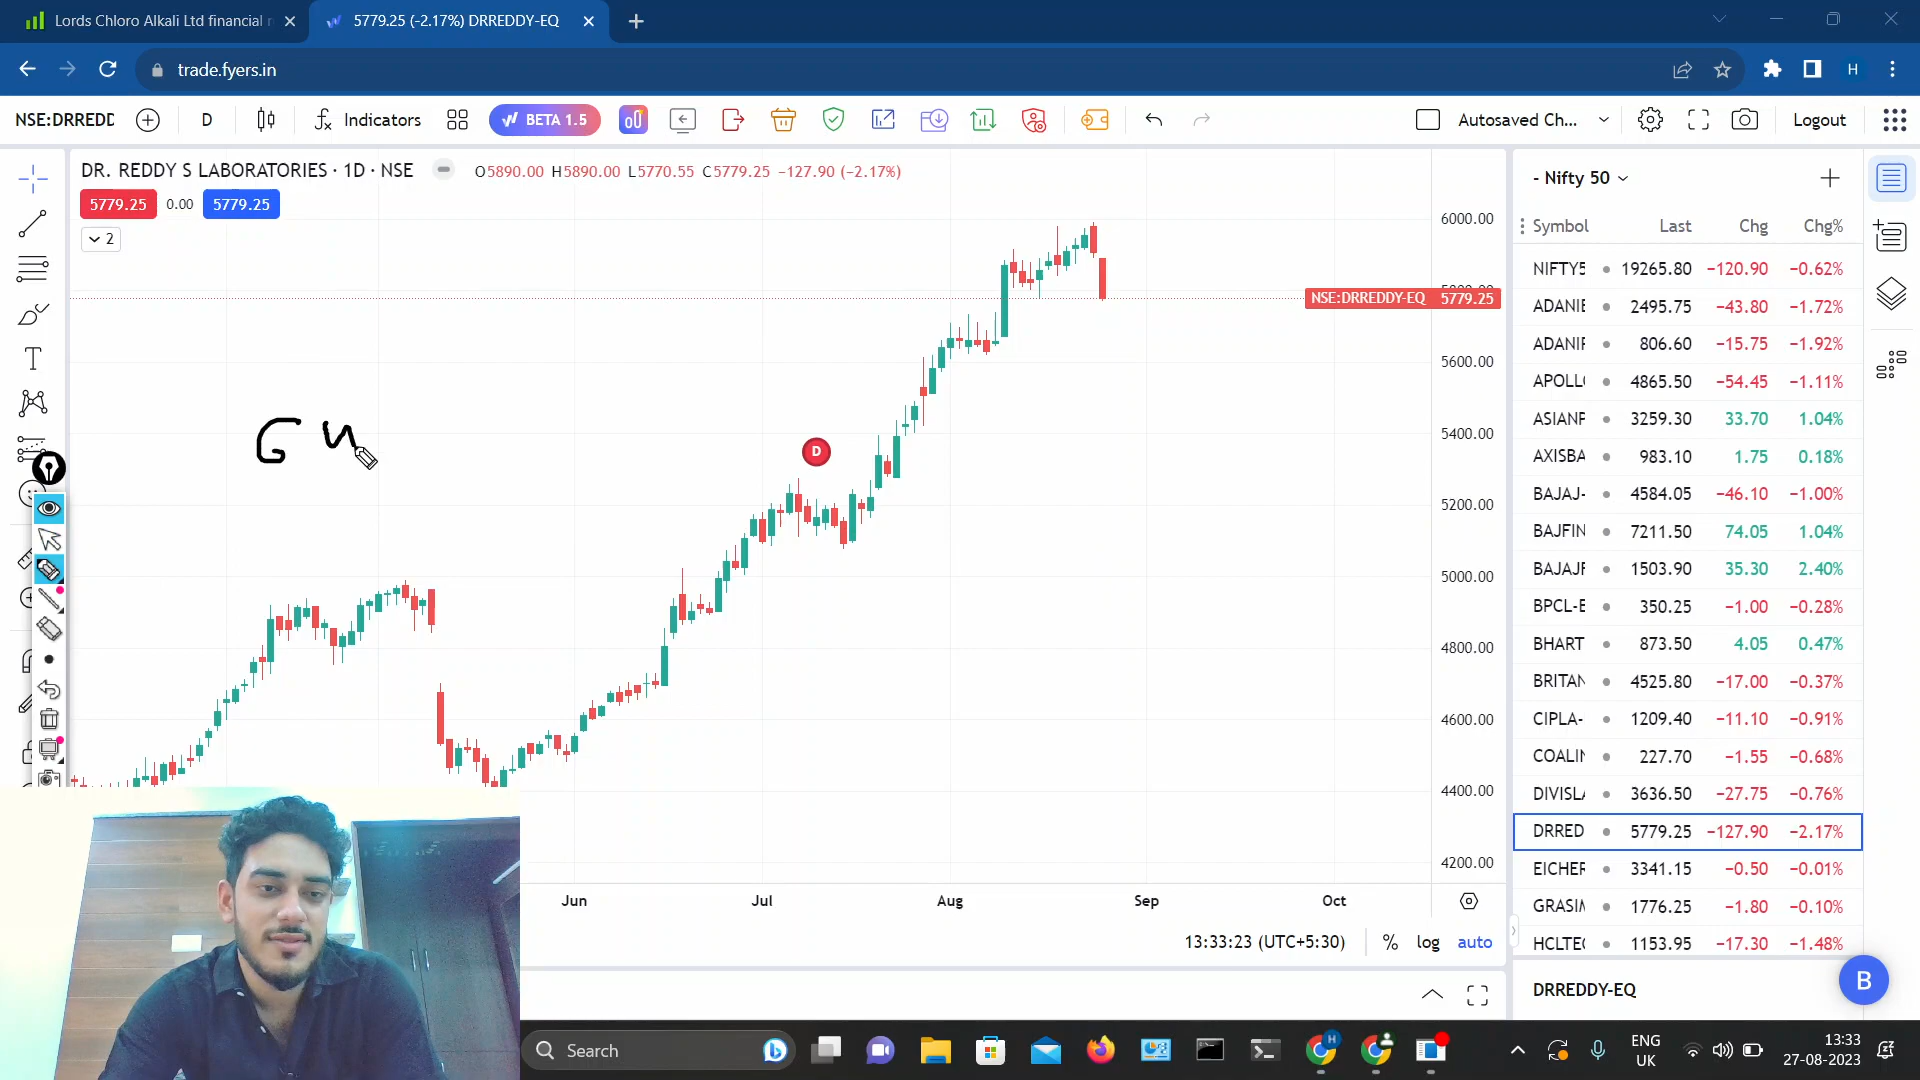 Lords Chloro Alkali Ltd financial r
5779.25 (-2.17%) DRREDDY-EQ
trade.fyers.in
H
NSE:DRREDD
D
Indicators
BETA 1.5
Autosaved Ch...
Logout
DR. REDDY S LABORATORIES · 1D · NSE
O5890.00 H5890.00 L5770.55 C5779.25 −127.90 (−2.17%)
5779.25 0.00 5779.25
2
6000.00
NSE:DRREDDY-EQ 5779.25
5600.00
5400.00
5200.00
5000.00
4800.00
4600.00
4400.00
4200.00
D
Jun Jul Aug Sep Oct
13:33:23 (UTC+5:30) % log auto
- Nifty 50
Symbol Last Chg Chg%
NIFTY5 19265.80 −120.90 −0.62%
ADANIE 2495.75 −43.80 −1.72%
ADANIF 806.60 −15.75 −1.92%
APOLL 4865.50 −54.45 −1.11%
ASIANF 3259.30 33.70 1.04%
AXISBA 983.10 1.75 0.18%
BAJAJ- 4584.05 −46.10 −1.00%
BAJFIN 7211.50 74.05 1.04%
BAJAJF 1503.90 35.30 2.40%
BPCL-E 350.25 −1.00 −0.28%
BHART 873.50 4.05 0.47%
BRITAN 4525.80 −17.00 −0.37%
CIPLA- 1209.40 −11.10 −0.91%
COALIN 227.70 −1.55 −0.68%
DIVISL 3636.50 −27.75 −0.76%
DRRED 5779.25 −127.90 −2.17%
EICHER 3341.15 −0.50 −0.01%
GRASIM 1776.25 −1.80 −0.10%
HCLTE 1153.95 −17.30 −1.48%
DRREDDY-EQ
B
Search
ENG
UK
13:33
27-08-2023